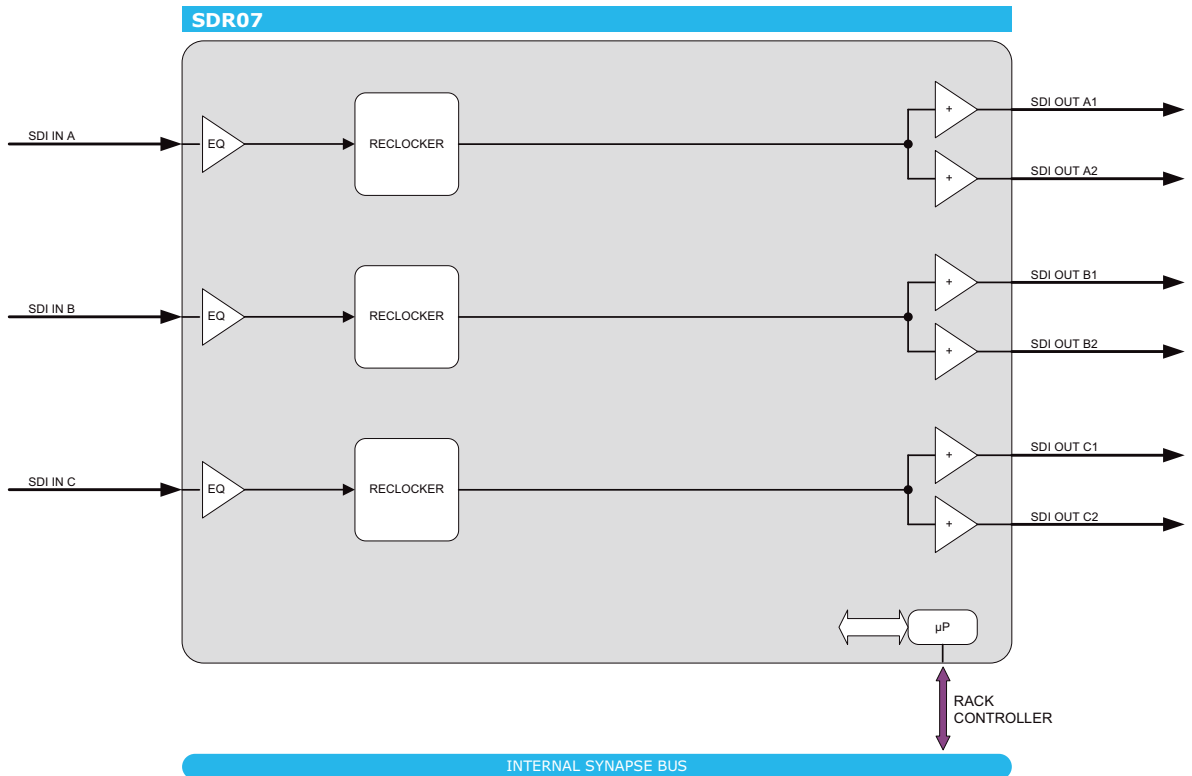 SDR07
SDI IN A
EQ
RECLOCKER
+
SDI OUT A1
+
SDI OUT A2
SDI IN B
EQ
RECLOCKER
+
SDI OUT B1
+
SDI OUT B2
SDI IN C
EQ
RECLOCKER
+
SDI OUT C1
+
SDI OUT C2
µP
RACK
CONTROLLER
INTERNAL SYNAPSE BUS